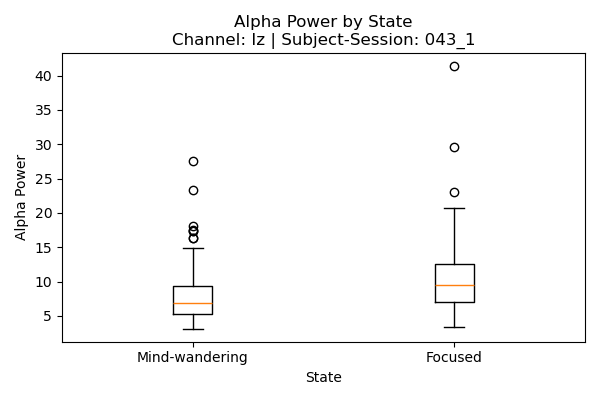 Alpha Power by State
Channel: Iz | Subject-Session: 043_1
Alpha Power
40
35
30
25
20
15
10
5
Mind-wandering
Focused
State